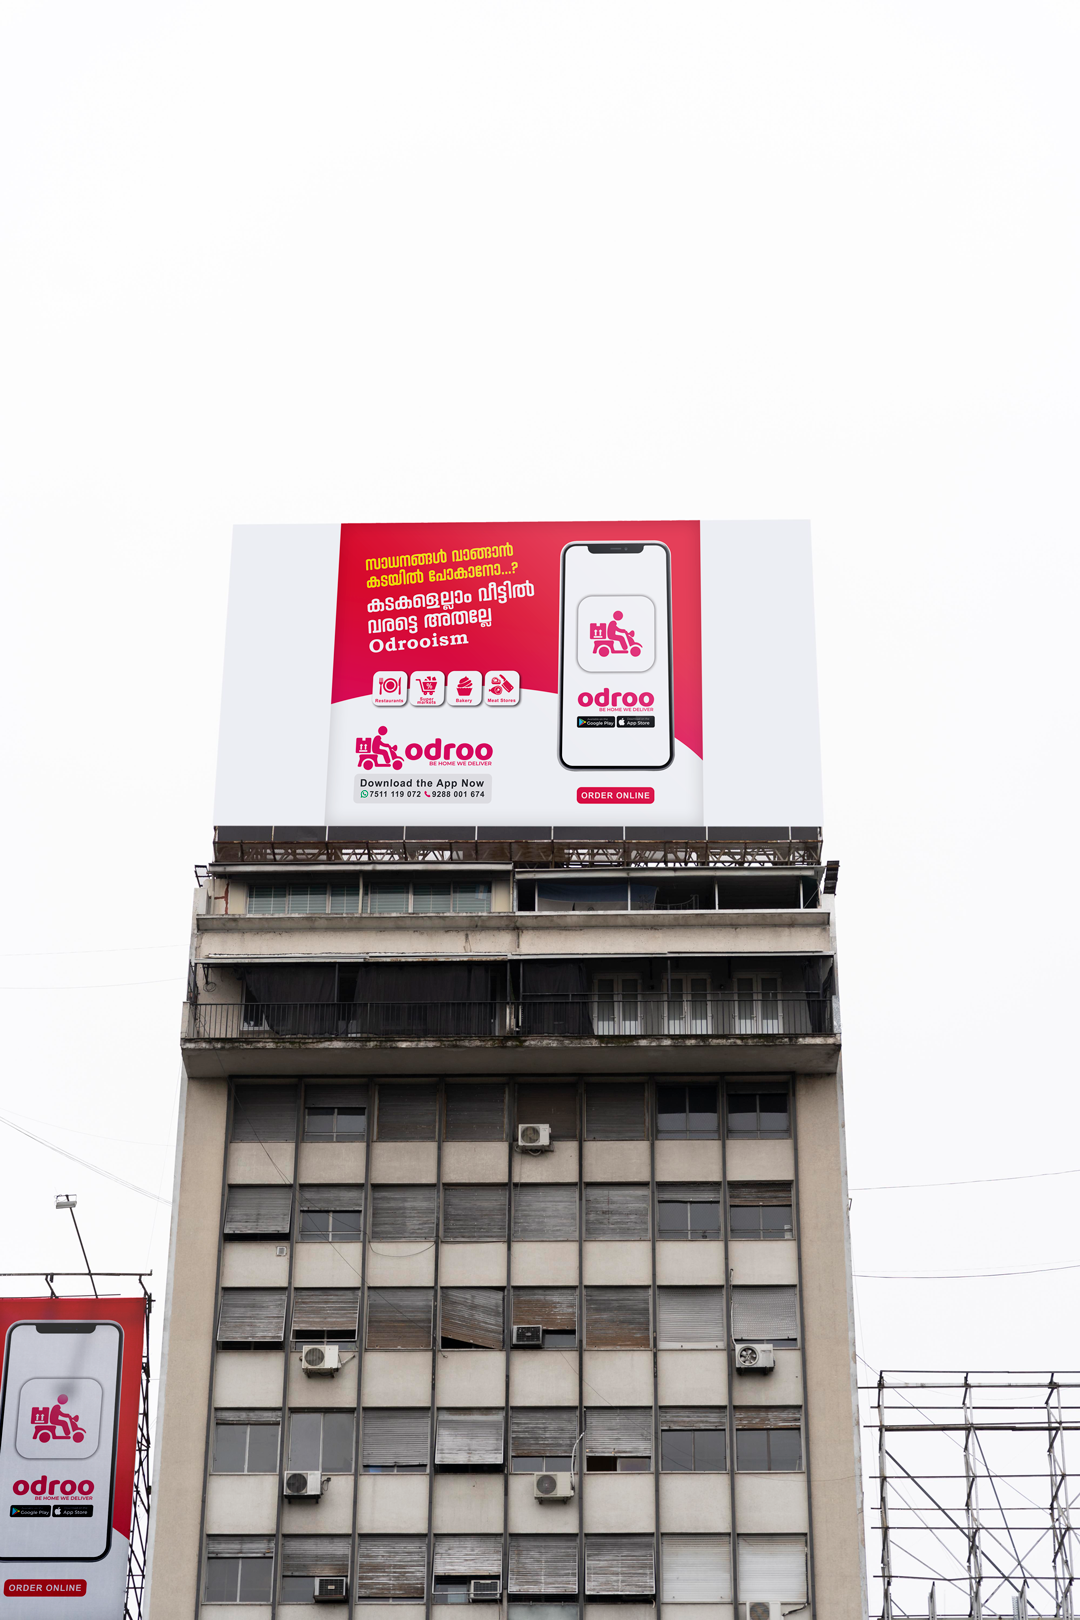 സാധനങ്ങൾ വാങ്ങാൻ
കടയിൽ പോകാനോ...?
കടകളെല്ലാം വീട്ടിൽ
വരട്ടെ അതല്ലേ
Odrooism
Restaurants
Super markets
Bakery
Meat Stores
odroo
BE HOME WE DELIVER
Download the App Now
7511 119 072 9288 001 674
odroo
BE HOME WE DELIVER
Google Play
App Store
ORDER ONLINE
odroo
BE HOME WE DELIVER
Google Play
App Store
ORDER ONLINE